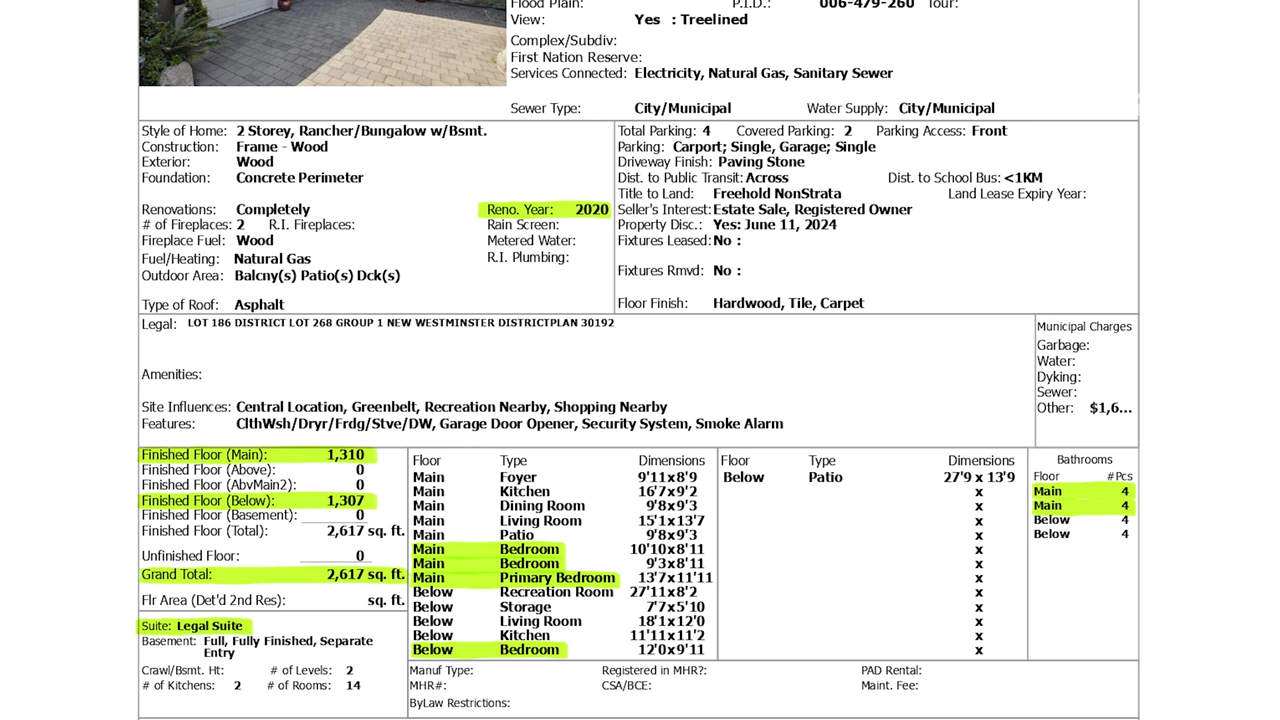 Flood Plain: P.I.D.: 006-479-260 Tour:
View: Yes : Treelined
Complex/Subdiv:
First Nation Reserve:
Services Connected: Electricity, Natural Gas, Sanitary Sewer
Sewer Type: City/Municipal Water Supply: City/Municipal
Style of Home: 2 Storey, Rancher/Bungalow w/Bsmt.
Construction: Frame - Wood
Exterior: Wood
Foundation: Concrete Perimeter
Renovations: Completely Reno. Year: 2020
# of Fireplaces: 2 R.I. Fireplaces: Rain Screen:
Fireplace Fuel: Wood Metered Water:
Fuel/Heating: Natural Gas R.I. Plumbing:
Outdoor Area: Balcny(s) Patio(s) Dck(s)
Type of Roof: Asphalt
Total Parking: 4 Covered Parking: 2 Parking Access: Front
Parking: Carport; Single, Garage; Single
Driveway Finish: Paving Stone
Dist. to Public Transit: Across Dist. to School Bus: <1KM
Title to Land: Freehold NonStrata Land Lease Expiry Year:
Seller's Interest: Estate Sale, Registered Owner
Property Disc.: Yes: June 11, 2024
Fixtures Leased: No :
Fixtures Rmvd: No :
Floor Finish: Hardwood, Tile, Carpet
Legal: LOT 186 DISTRICT LOT 268 GROUP 1 NEW WESTMINSTER DISTRICTPLAN 30192
Amenities:
Site Influences: Central Location, Greenbelt, Recreation Nearby, Shopping Nearby
Features: ClthWsh/Dryr/Frdg/Stve/DW, Garage Door Opener, Security System, Smoke Alarm
Municipal Charges
Garbage:
Water:
Dyking:
Sewer:
Other: $1,6...
Finished Floor (Main): 1,310
Finished Floor (Above): 0
Finished Floor (AbvMain2): 0
Finished Floor (Below): 1,307
Finished Floor (Basement): 0
Finished Floor (Total): 2,617 sq. ft.
Unfinished Floor: 0
Grand Total: 2,617 sq. ft.
Flr Area (Det'd 2nd Res): sq. ft.
Suite: Legal Suite
Basement: Full, Fully Finished, Separate
Entry
Crawl/Bsmt. Ht: # of Levels: 2
# of Kitchens: 2 # of Rooms: 14
Floor Type Dimensions
Main Foyer 9'11x8'9
Main Kitchen 16'7x9'2
Main Dining Room 9'8x9'3
Main Living Room 15'1x13'7
Main Patio 9'8x9'3
Main Bedroom 10'10x8'11
Main Bedroom 9'3x8'11
Main Primary Bedroom 13'7x11'11
Below Recreation Room 27'11x8'2
Below Storage 7'7x5'10
Below Living Room 18'1x12'0
Below Kitchen 11'11x11'2
Below Bedroom 12'0x9'11
Floor Type Dimensions
Below Patio 27'9 x 13'9
x
x
x
x
x
x
x
x
x
x
x
x
Bathrooms
Floor #Pcs
Main 4
Main 4
Below 4
Below 4
Manuf Type: Registered in MHR?: PAD Rental:
MHR#: CSA/BCE: Maint. Fee:
ByLaw Restrictions: